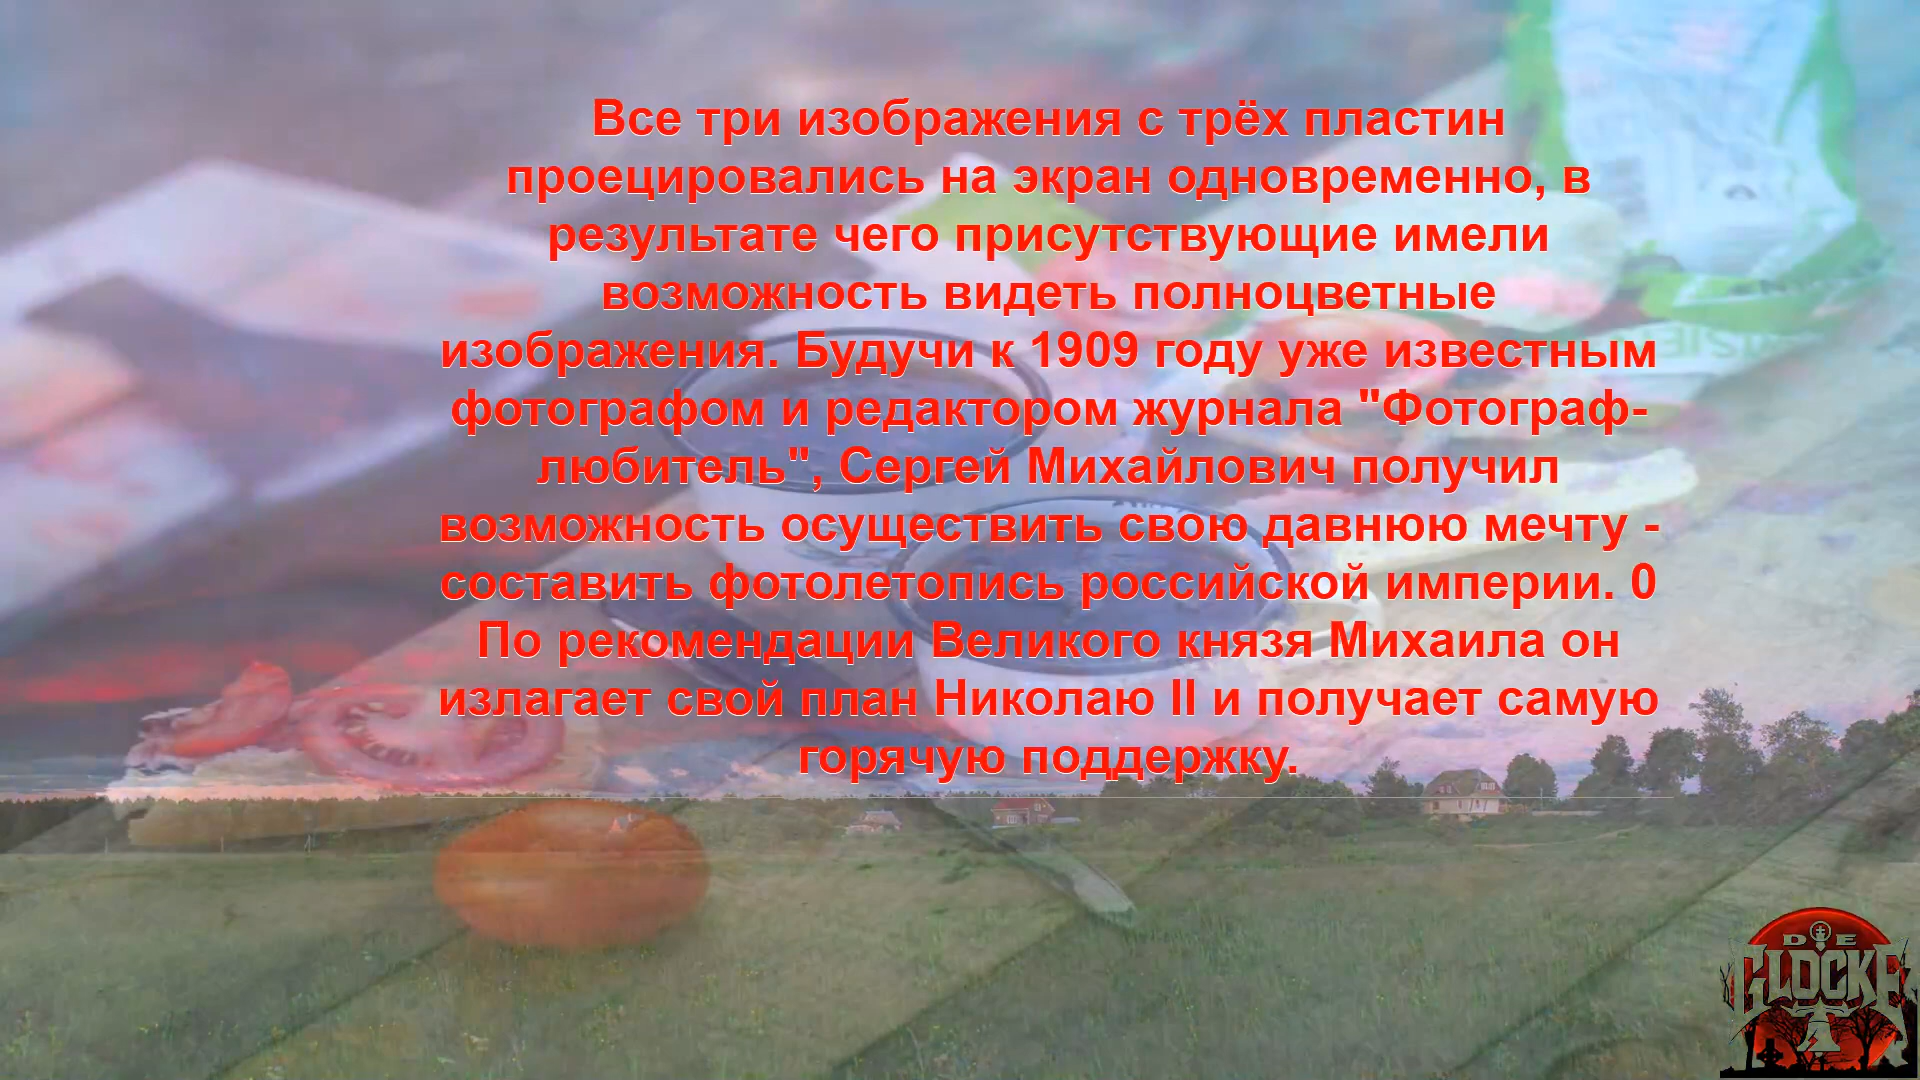 Все три изображения с трёх пластин
проецировались на экран одновременно, в
результате чего присутствующие имели
возможность видеть полноцветные
изображения. Будучи к 1909 году уже известным
фотографом и редактором журнала "Фотограф-
любитель", Сергей Михайлович получил
возможность осуществить свою давнюю мечту -
составить фотолетопись российской империи. 0
По рекомендации Великого князя Михаила он
излагает свой план Николаю II и получает самую
горячую поддержку.
DIE
GLOCKE